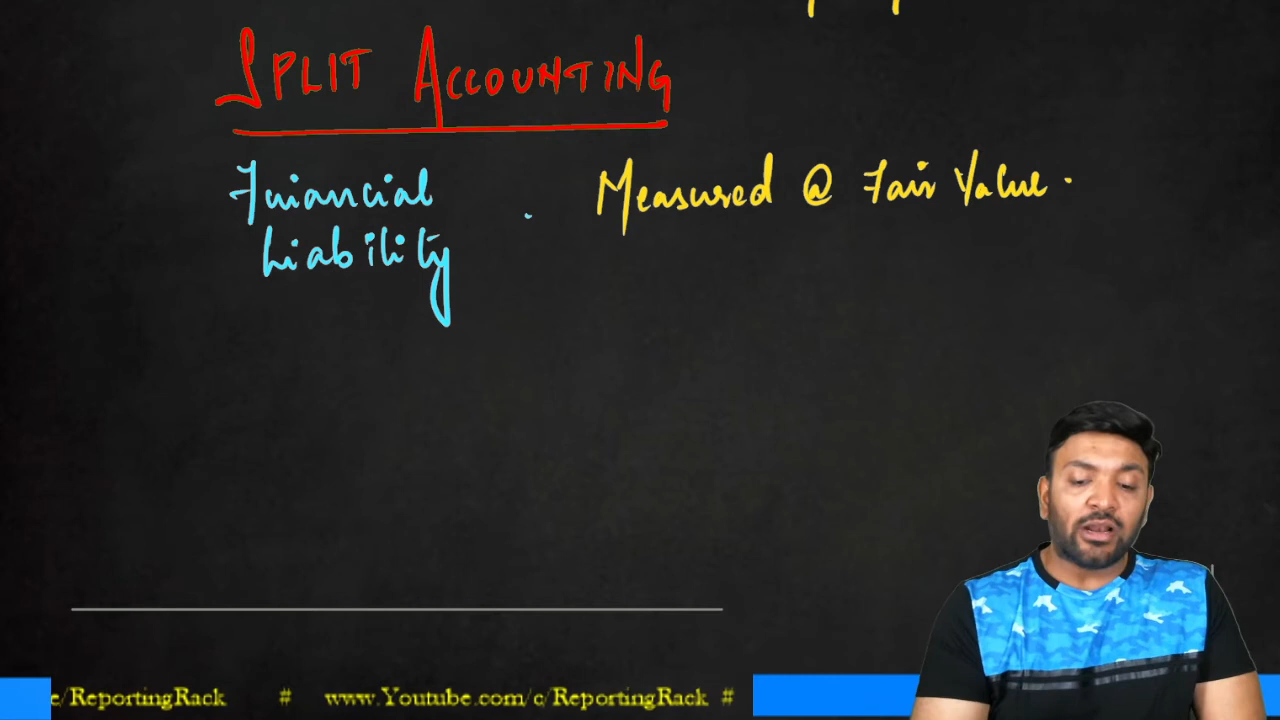 SPLIT ACCOUNTING
Financial Measured @ Fair Value.
Liability
e/ReportingRack # www.Youtube.com/c/ReportingRack #